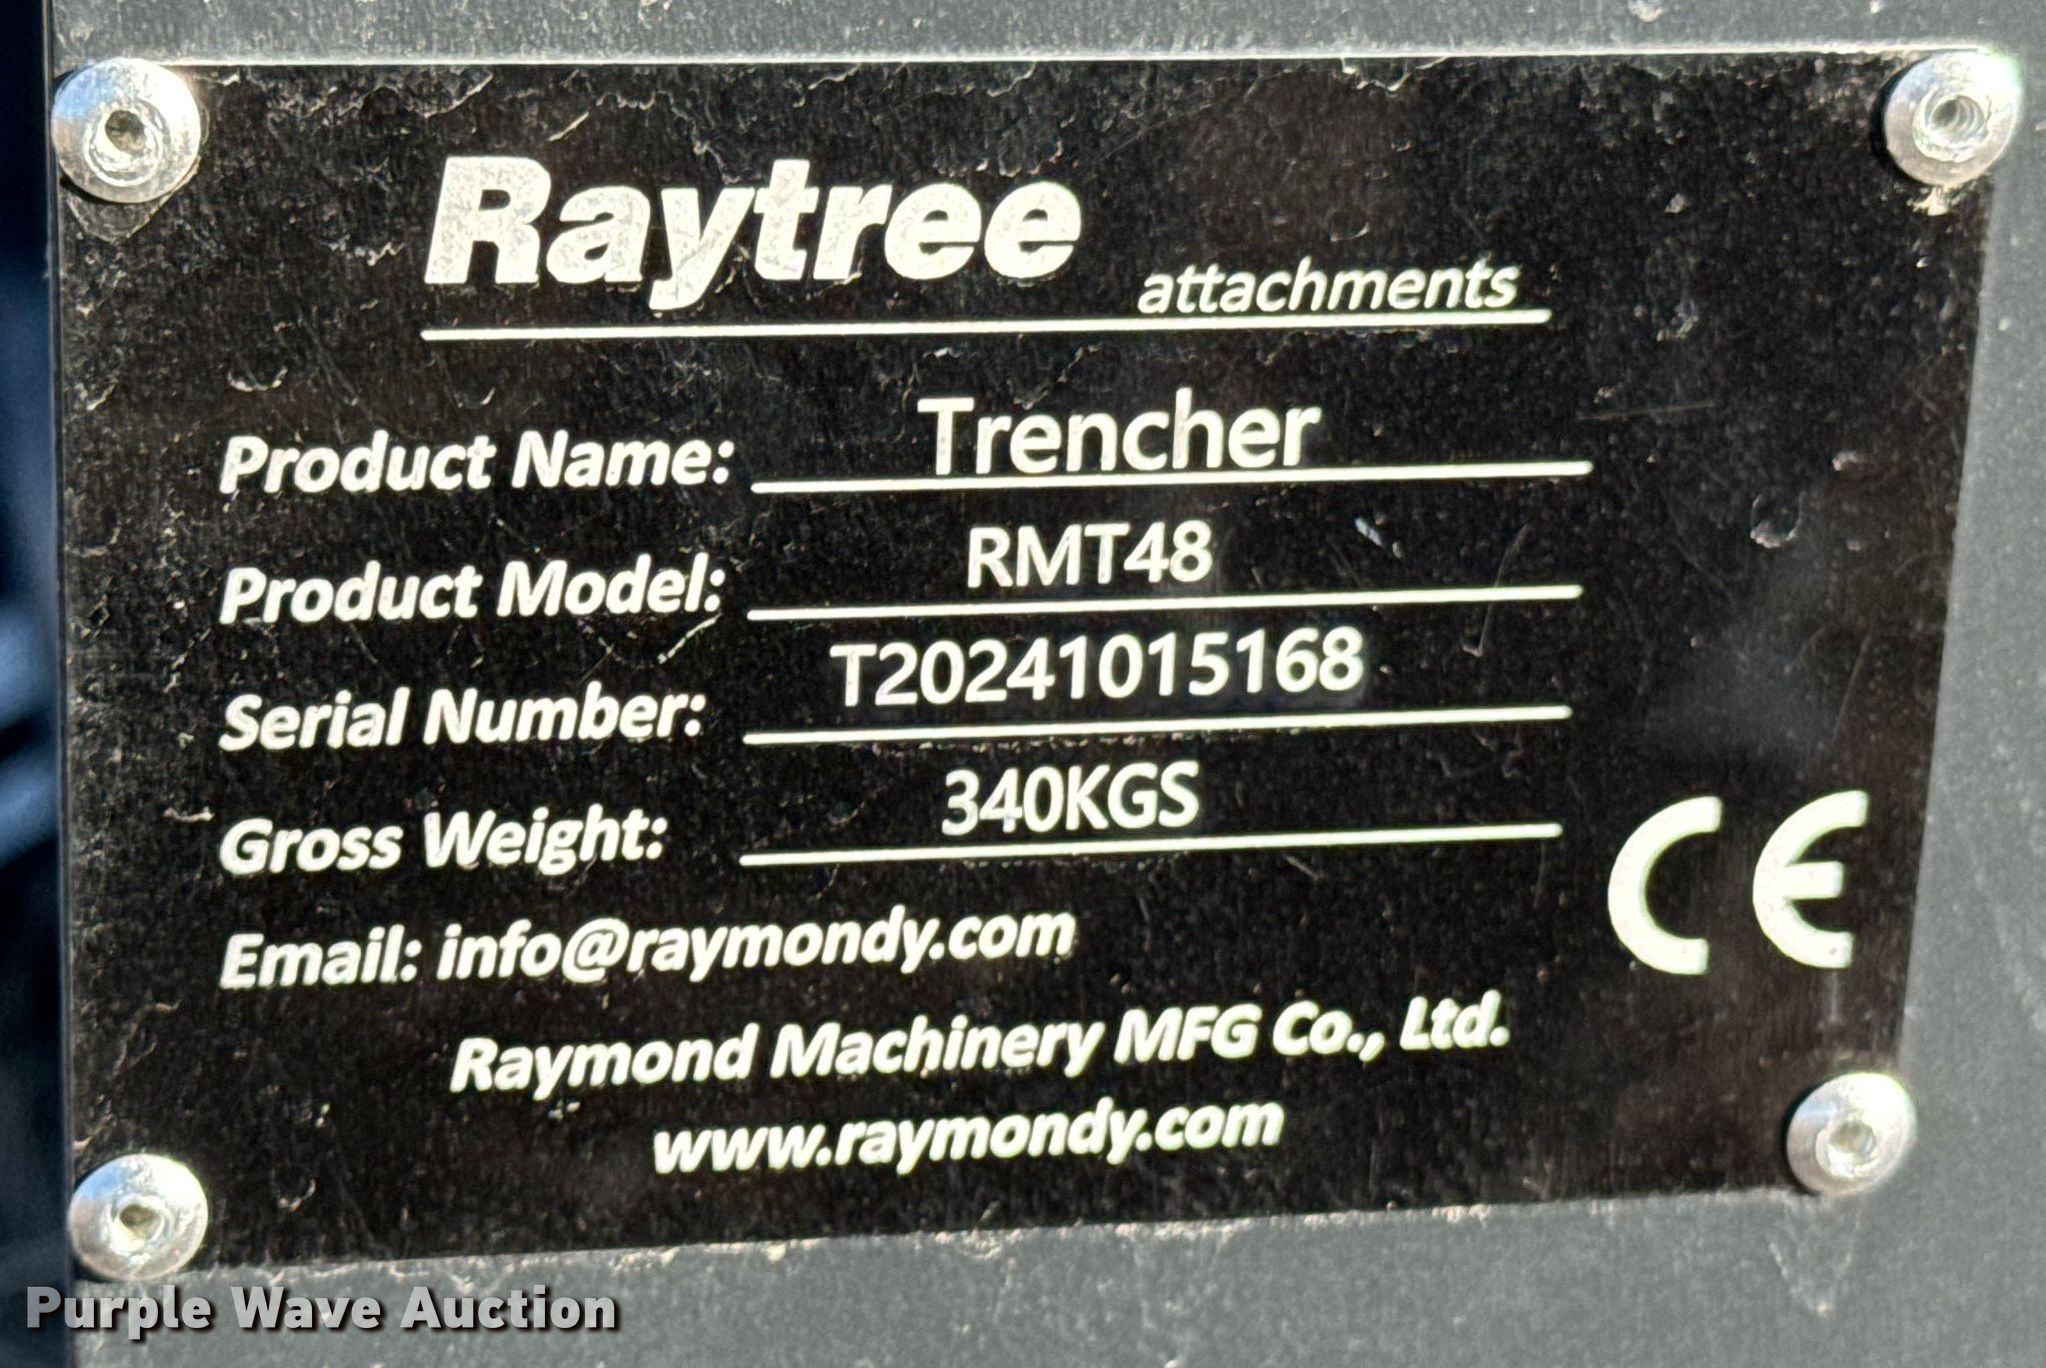 Raytree
attachments
Product Name: Trencher
Product Model: RMT48
Serial Number: T20241015168
Gross Weight: 340KGS
Email: info@raymondy.com
CE
Raymond Machinery MFG Co., Ltd.
www.raymondy.com
Purple Wave Auction